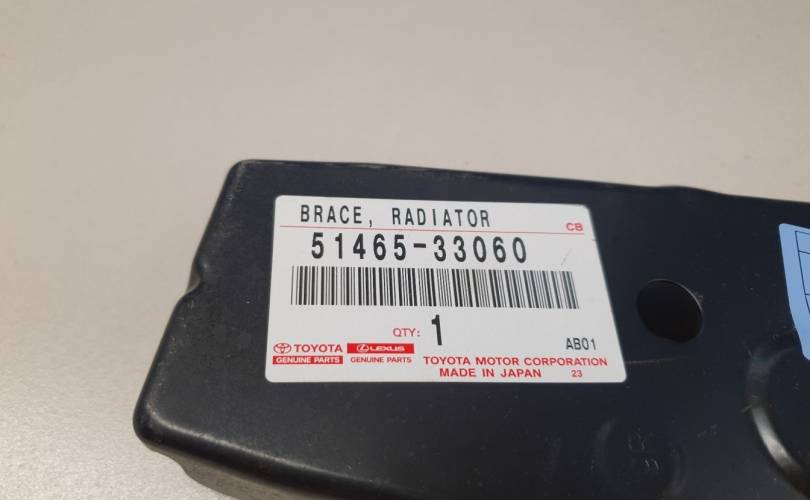 BRACE, RADIATOR
CB
51465-33060
QTY: 1
AB01
TOYOTA
GENUINE PARTS
LEXUS
GENUINE PARTS
TOYOTA MOTOR CORPORATION
MADE IN JAPAN 23